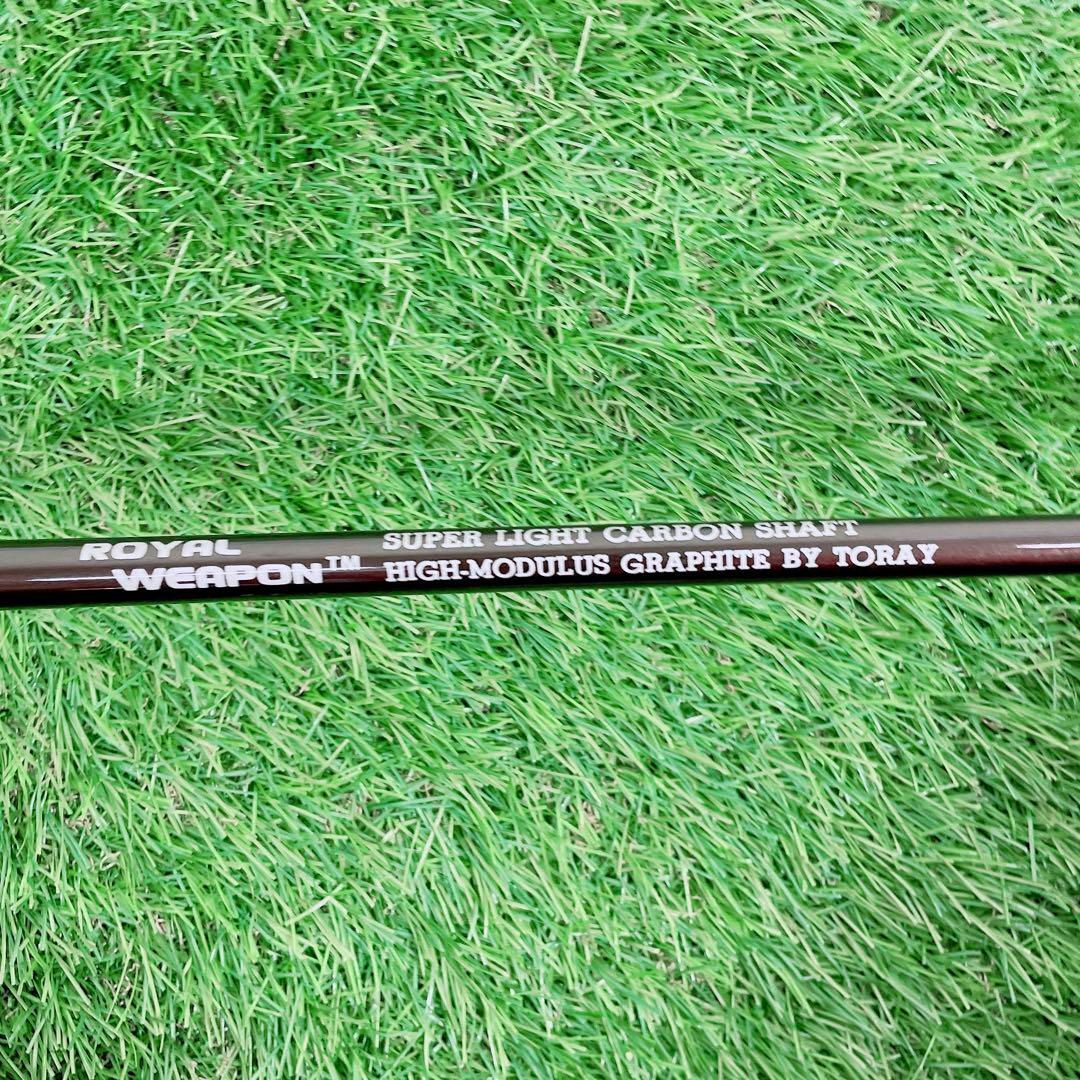 ROYAL
WEAPON™
SUPER LIGHT CARBON SHAFT
HIGH-MODULUS GRAPHITE BY TORAY